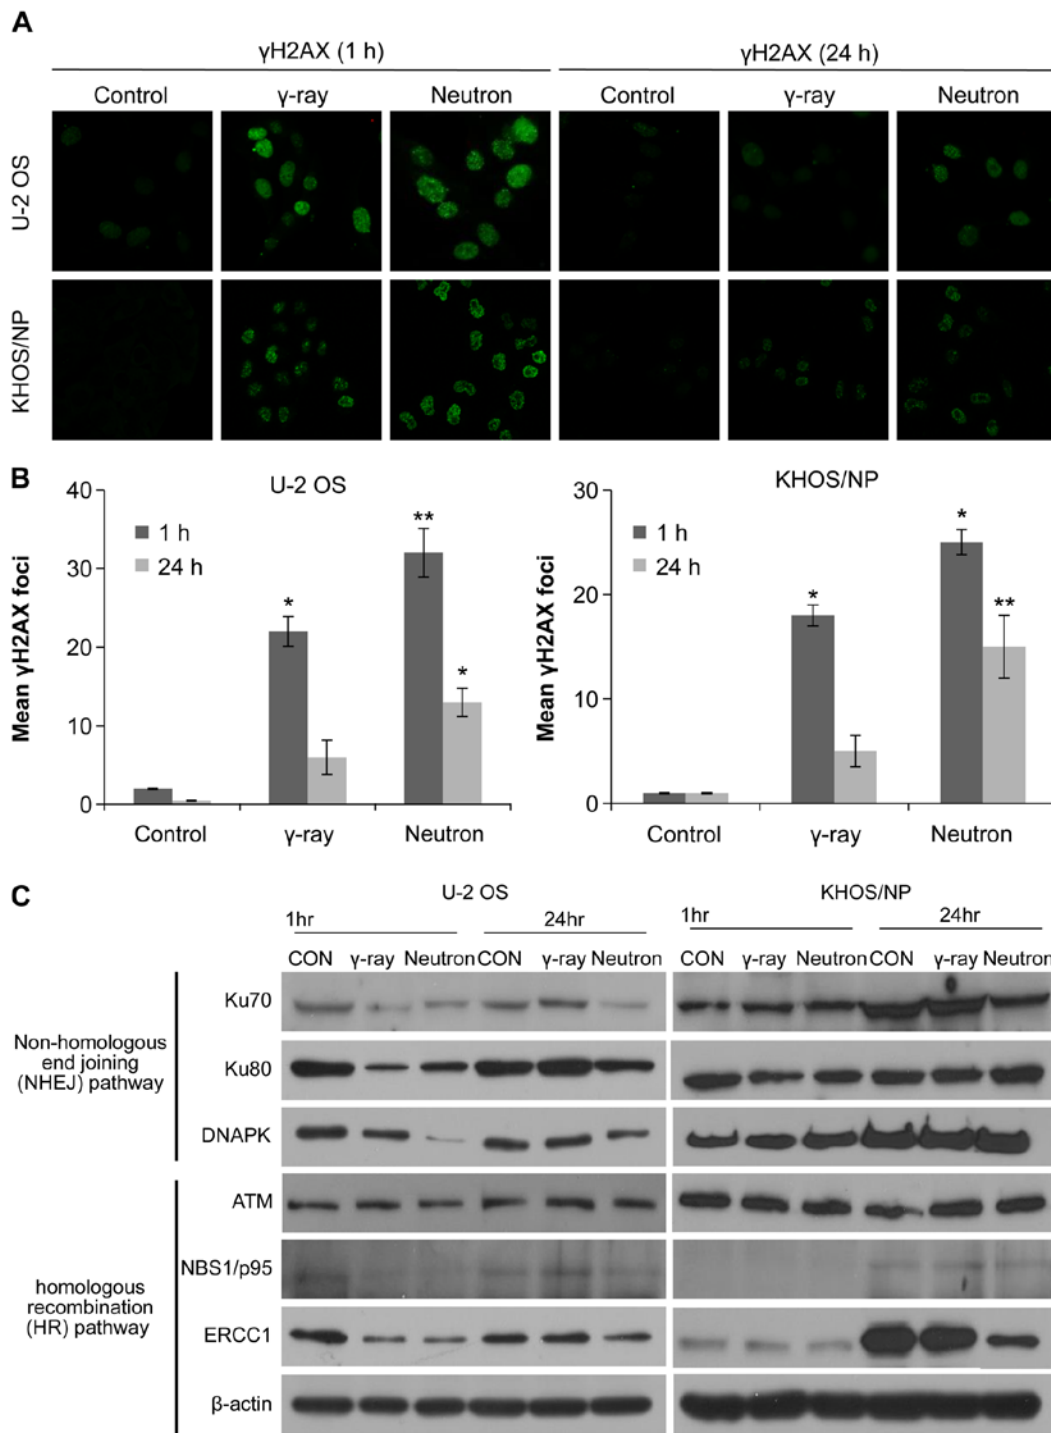 A
γH2AX (1 h) γH2AX (24 h)
Control γ-ray Neutron Control γ-ray Neutron
U-2 OS
KHOS/NP
B
U-2 OS
Mean γH2AX foci
40
30
20
10
0
1 h
24 h
* ** *
Control γ-ray Neutron
KHOS/NP
Mean γH2AX foci
30
20
10
0
1 h
24 h
* * **
Control γ-ray Neutron
C
U-2 OS KHOS/NP
1hr 24hr 1hr 24hr
CON γ-ray Neutron CON γ-ray Neutron CON γ-ray Neutron CON γ-ray Neutron
Non-homologous
end joining
(NHEJ) pathway
Ku70
Ku80
DNAPK
homologous
recombination
(HR) pathway
ATM
NBS1/p95
ERCC1
β-actin